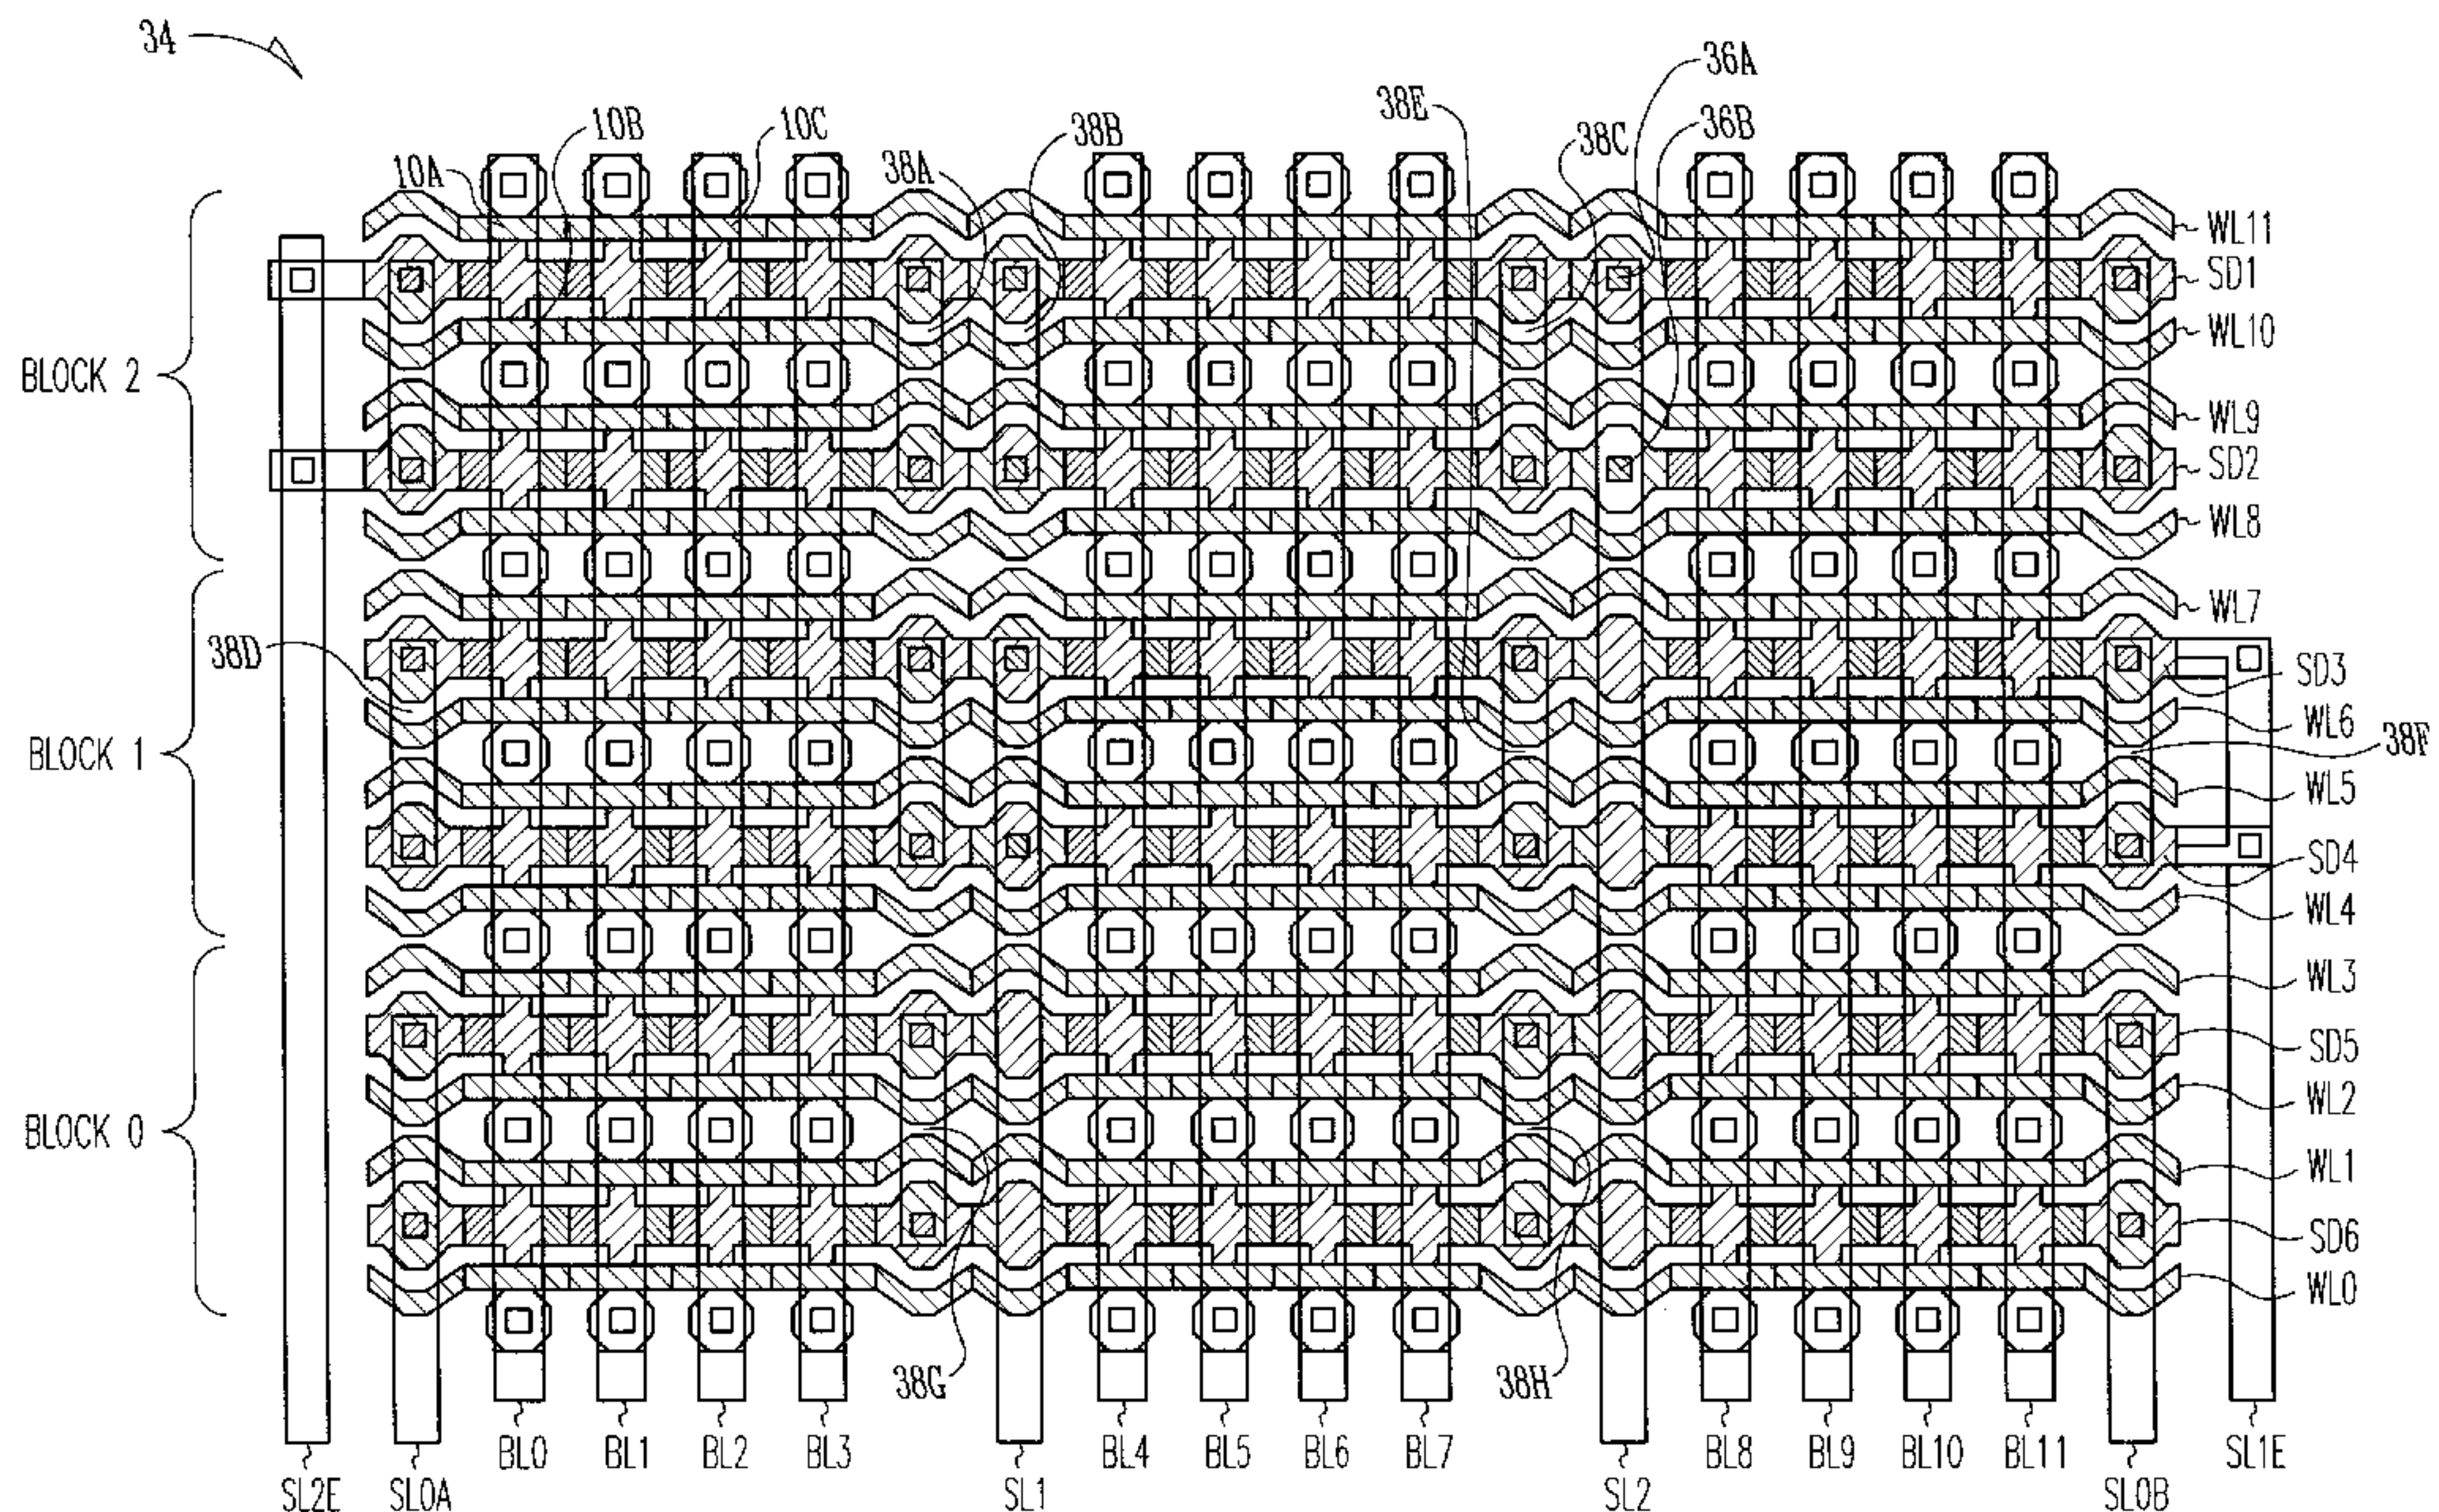 34
36A
38E
36B
10B
10C
38B
38C
38A
10A
WL11
SD1
WL10
BLOCK 2
WL9
SD2
WL8
WL7
38D
SD3
WL6
38F
BLOCK 1
WL5
SD4
WL4
WL3
SD5
WL2
BLOCK 0
WL1
SD6
WL0
38G
38H
BL0
BL1
BL2
BL3
BL4
BL5
BL6
BL7
BL8
BL9
BL10
BL11
SL1E
SL2E
SL0A
SL1
SL2
SL0B